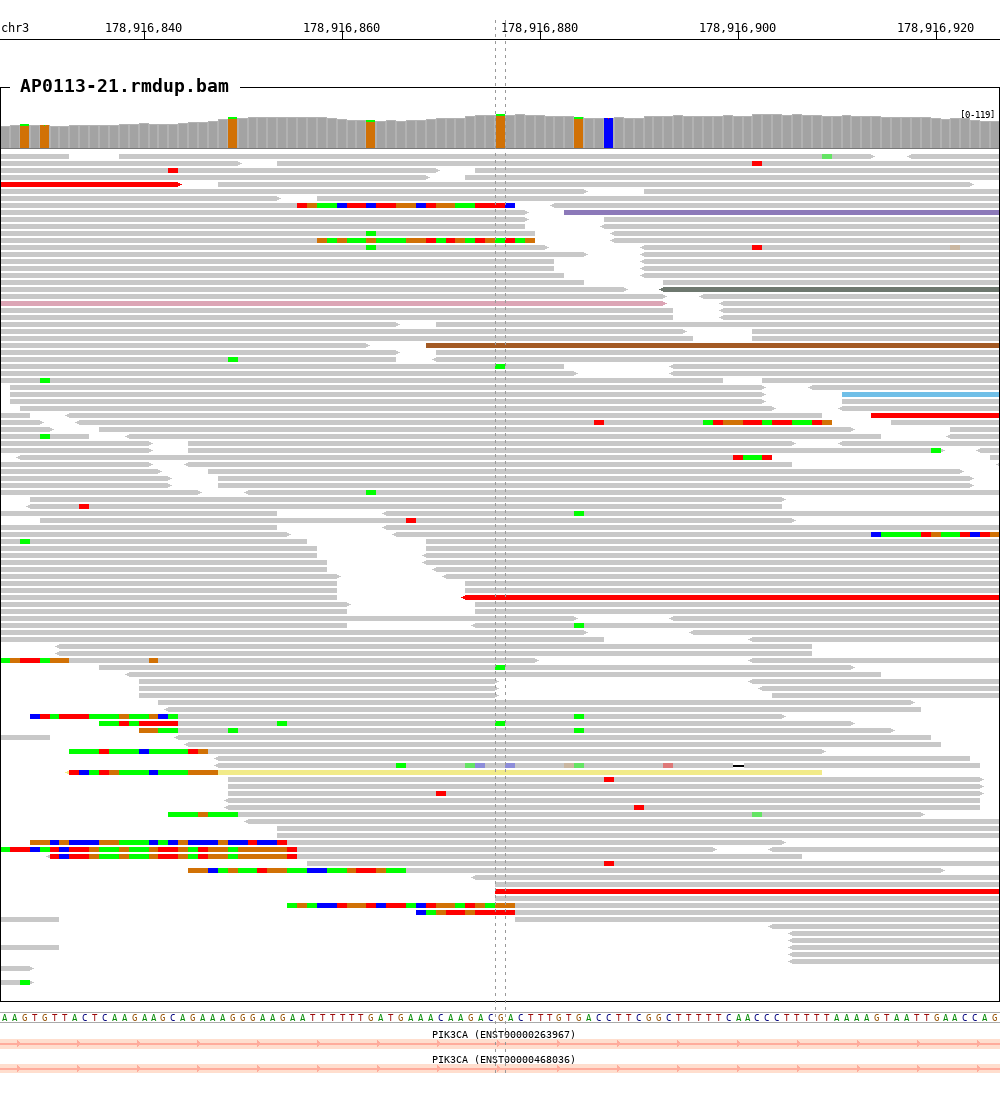 chr3 178,916,840 178,916,860 178,916,880 178,916,900 178,916,920
AP0113-21.rmdup.bam
[0-119]
AAGTGTTACTCAAGAAGCAGAAAGGGAAGAATTTTTTGATGAAACAAGACGACTTTGTGACCTTCGGCTTTTTCAACCCTTTTTAAAAGTAATTGAACCAG
PIK3CA (ENST00000263967)
PIK3CA (ENST00000468036)